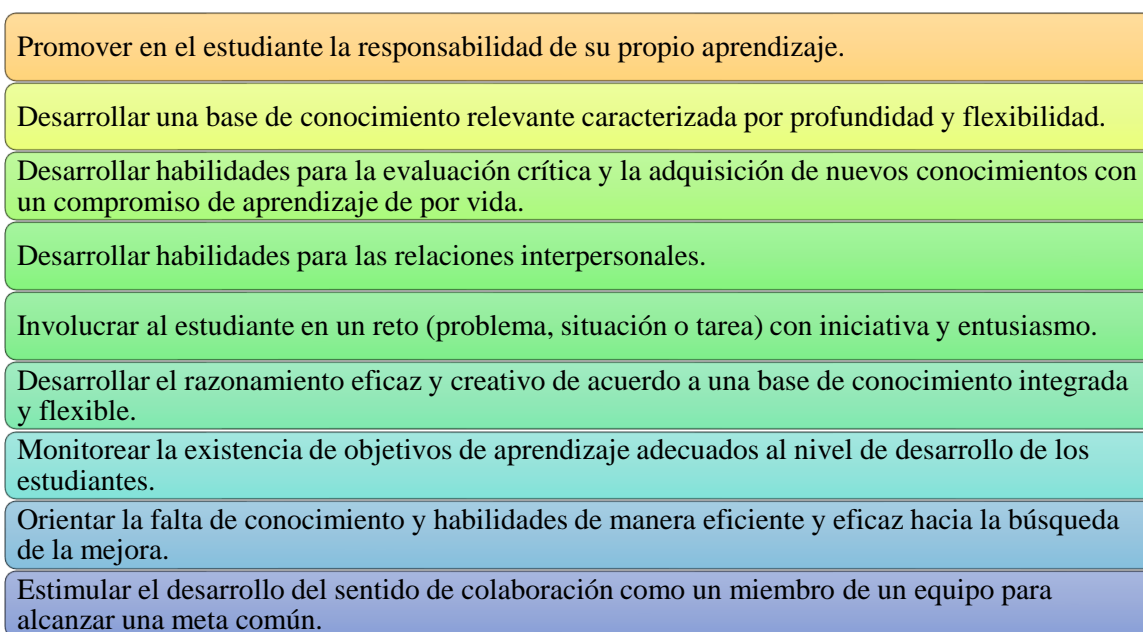 Promover en el estudiante la responsabilidad de su propio aprendizaje.
Desarrollar una base de conocimiento relevante caracterizada por profundidad y flexibilidad.
Desarrollar habilidades para la evaluación crítica y la adquisición de nuevos conocimientos con
un compromiso de aprendizaje de por vida.
Desarrollar habilidades para las relaciones interpersonales.
Involucrar al estudiante en un reto (problema, situación o tarea) con iniciativa y entusiasmo.
Desarrollar el razonamiento eficaz y creativo de acuerdo a una base de conocimiento integrada
y flexible.
Monitorear la existencia de objetivos de aprendizaje adecuados al nivel de desarrollo de los
estudiantes.
Orientar la falta de conocimiento y habilidades de manera eficiente y eficaz hacia la búsqueda
de la mejora.
Estimular el desarrollo del sentido de colaboración como un miembro de un equipo para
alcanzar una meta común.